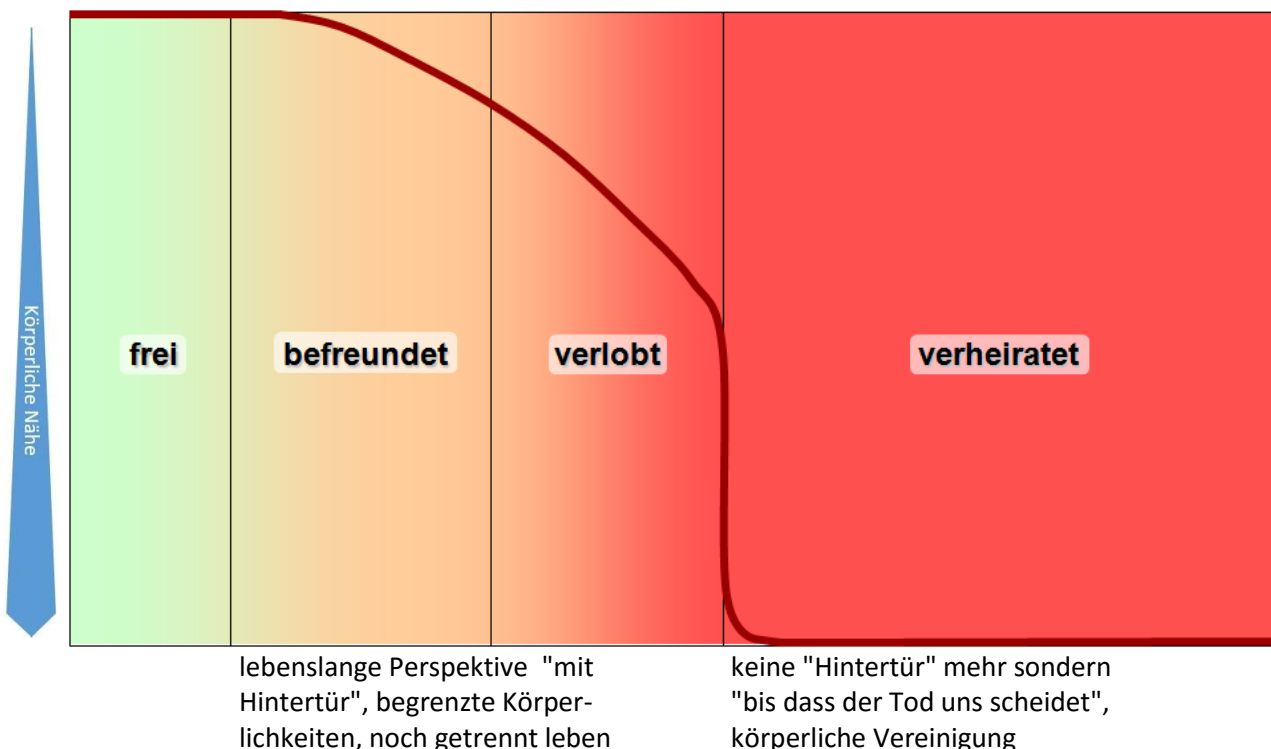 Körperliche Nähe
frei
befreundet
verlobt
verheiratet
lebenslange Perspektive "mit
Hintertür", begrenzte Körper-
lichkeiten, noch getrennt leben
keine "Hintertür" mehr sondern
"bis dass der Tod uns scheidet",
körperliche Vereinigung